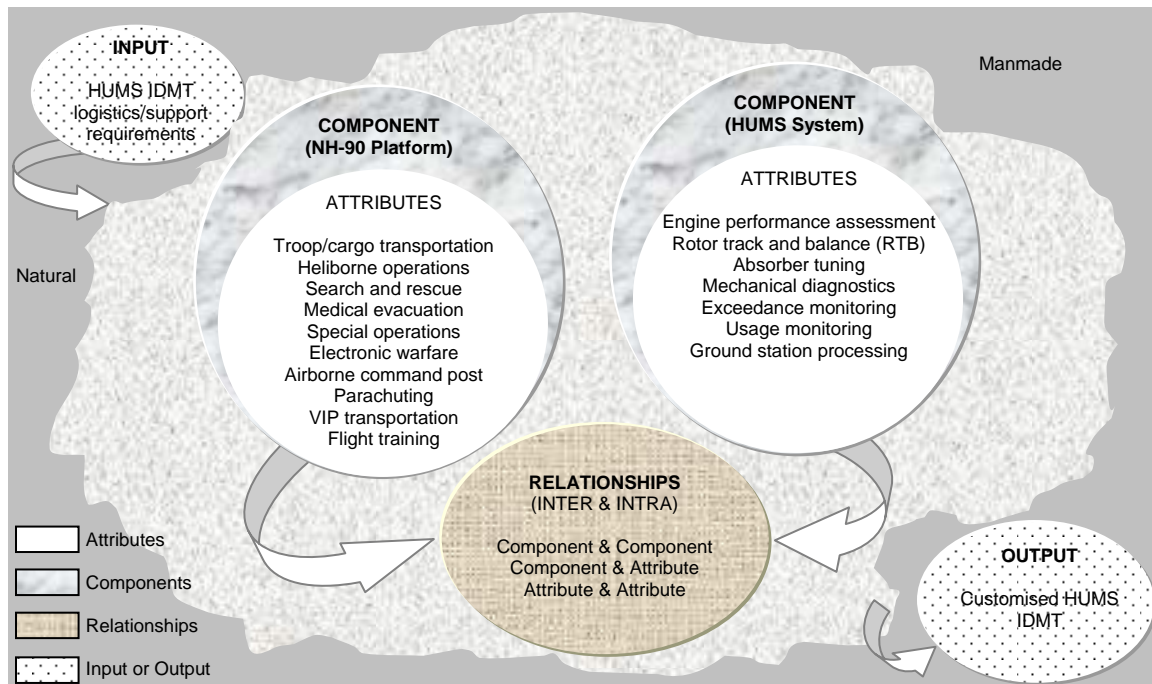 INPUT
HUMS IDMT
logistics/support
requirements
Manmade
COMPONENT
(NH-90 Platform)
ATTRIBUTES
Troop/cargo transportation
Heliborne operations
Search and rescue
Medical evacuation
Special operations
Electronic warfare
Airborne command post
Parachuting
VIP transportation
Flight training
COMPONENT
(HUMS System)
ATTRIBUTES
Engine performance assessment
Rotor track and balance (RTB)
Absorber tuning
Mechanical diagnostics
Exceedance monitoring
Usage monitoring
Ground station processing
Natural
RELATIONSHIPS
(INTER & INTRA)
Component & Component
Component & Attribute
Attribute & Attribute
OUTPUT
Customised HUMS
IDMT
Attributes
Components
Relationships
Input or Output